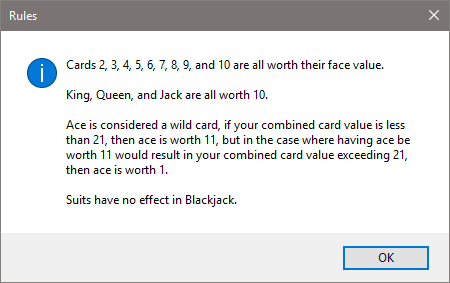 Rules
Cards 2, 3, 4, 5, 6, 7, 8, 9, and 10 are all worth their face value.
King, Queen, and Jack are all worth 10.
Ace is considered a wild card, if your combined card value is less
than 21, then ace is worth 11, but in the case where having ace be
worth 11 would result in your combined card value exceeding 21,
then ace is worth 1.
Suits have no effect in Blackjack.
OK